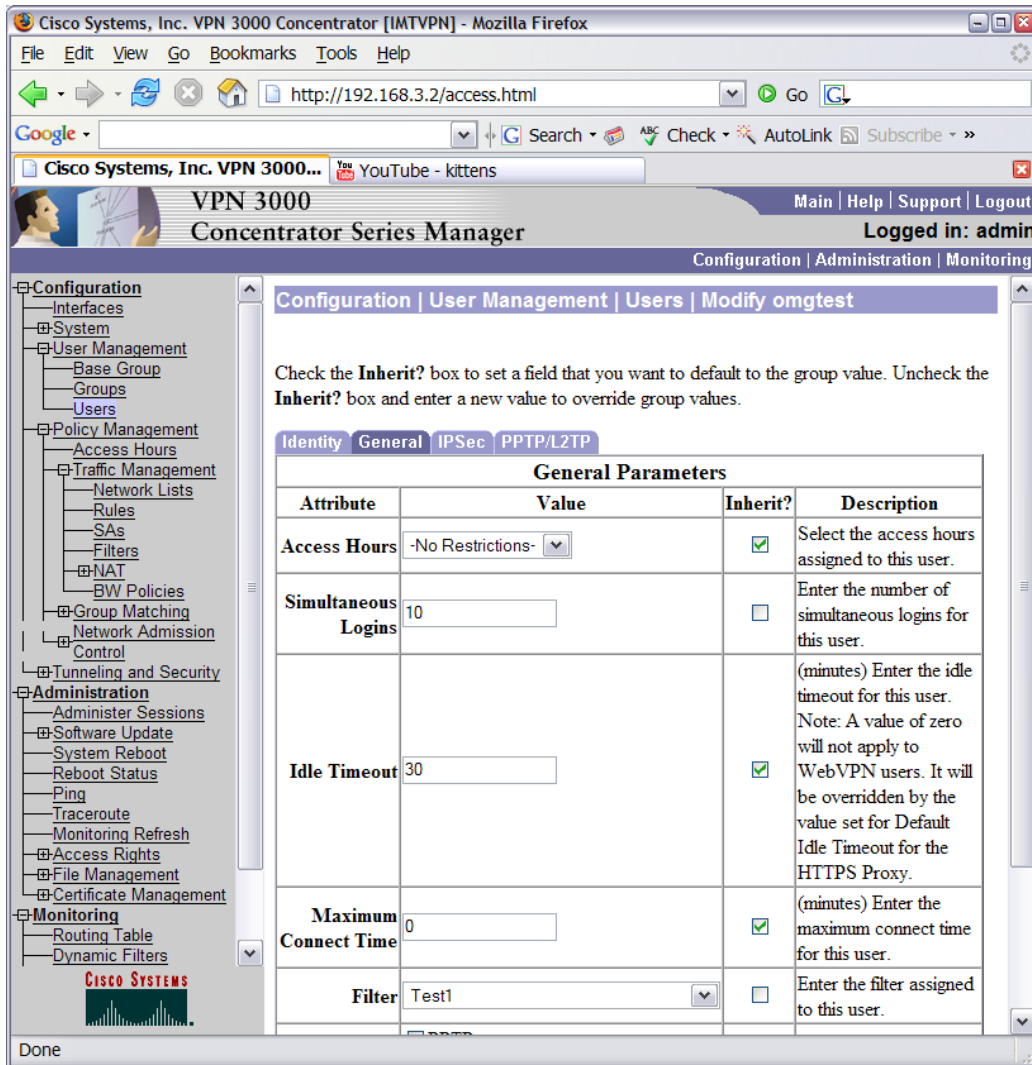 Cisco Systems, Inc. VPN 3000 Concentrator [IMTVPN] - Mozilla Firefox
File Edit View Go Bookmarks Tools Help
http://192.168.3.2/access.html Go G
Google Search Check AutoLink Subscribe »
Cisco Systems, Inc. VPN 3000... YouTube - kittens
VPN 3000
Concentrator Series Manager
Main | Help | Support | Logout
Logged in: admin
Configuration | Administration | Monitoring
Configuration
Interfaces
System
User Management
Base Group
Groups
Users
Policy Management
Access Hours
Traffic Management
Network Lists
Rules
SAs
Filters
NAT
BW Policies
Group Matching
Network Admission
Control
Tunneling and Security
Administration
Administer Sessions
Software Update
System Reboot
Reboot Status
Ping
Traceroute
Monitoring Refresh
Access Rights
File Management
Certificate Management
Monitoring
Routing Table
Dynamic Filters
CISCO SYSTEMS
Configuration | User Management | Users | Modify omgtest
Check the Inherit? box to set a field that you want to default to the group value. Uncheck the
Inherit? box and enter a new value to override group values.
Identity General IPSec PPTP/L2TP
General Parameters
Attribute Value Inherit? Description
Access Hours -No Restrictions- Select the access hours
assigned to this user.
Simultaneous
Logins 10
Enter the number of
simultaneous logins for
this user.
Idle Timeout 30
(minutes) Enter the idle
timeout for this user.
Note: A value of zero
will not apply to
WebVPN users. It will
be overridden by the
value set for Default
Idle Timeout for the
HTTPS Proxy.
Maximum
Connect Time 0
(minutes) Enter the
maximum connect time
for this user.
Filter Test1
Enter the filter assigned
to this user.
Done